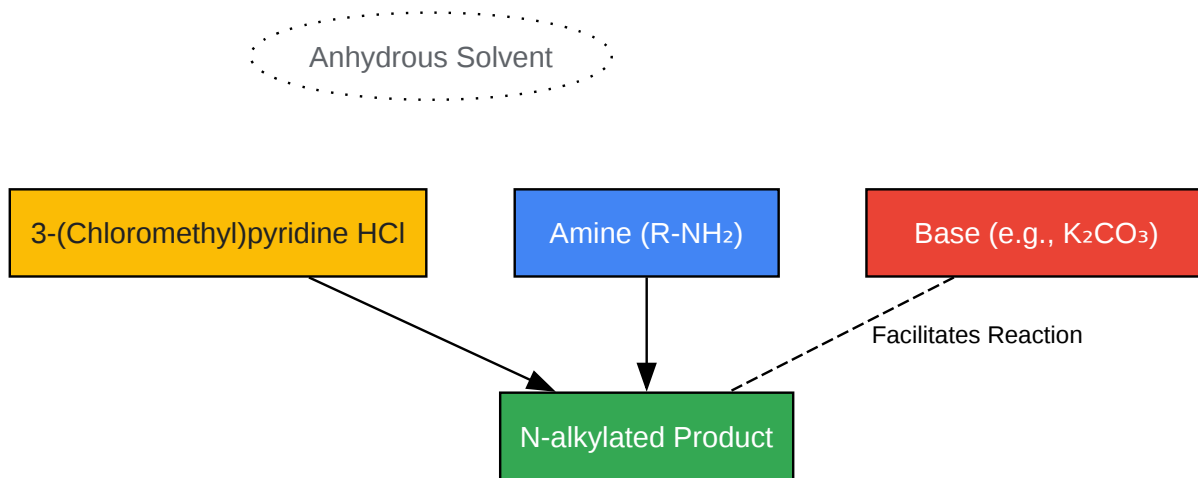 Anhydrous Solvent
3-(Chloromethyl)pyridine HCl
Amine (R-NH₂)
Base (e.g., K₂CO₃)
Facilitates Reaction
N-alkylated Product